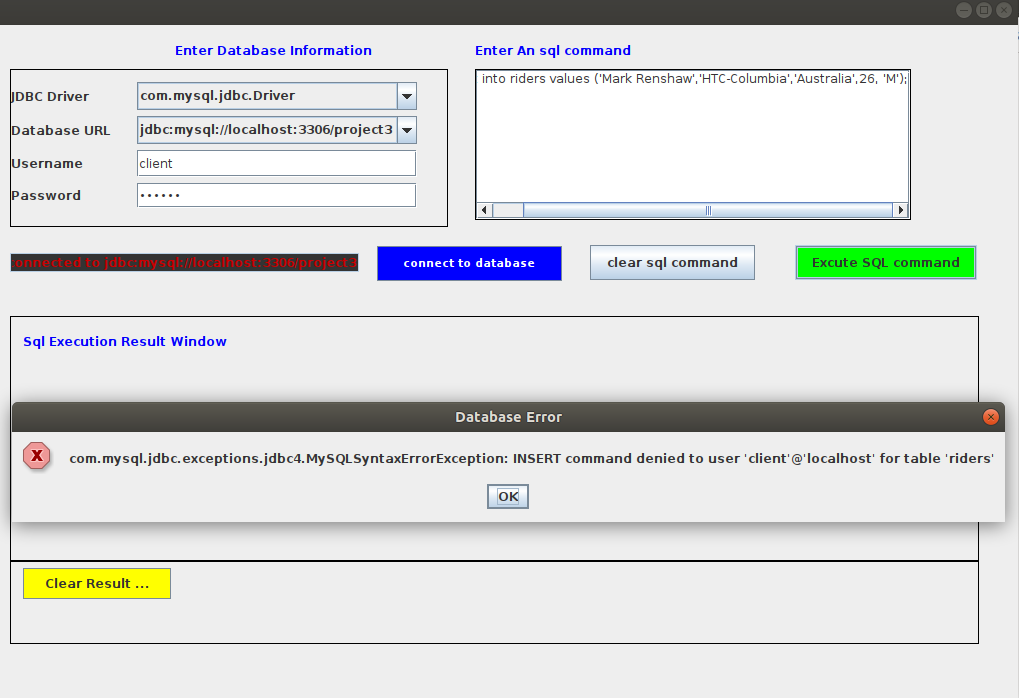 Enter Database Information
Enter An sql command
JDBC Driver
com.mysql.jdbc.Driver
Database URL
jdbc:mysql://localhost:3306/project3
Username
client
Password
••••••
into riders values ('Mark Renshaw','HTC-Columbia','Australia',26, 'M');
onnected to jdbc:mysql://localhost:3306/project3
connect to database
clear sql command
Excute SQL command
Sql Execution Result Window
Database Error
com.mysql.jdbc.exceptions.jdbc4.MySQLSyntaxErrorException: INSERT command denied to user 'client'@'localhost' for table 'riders'
OK
Clear Result ...